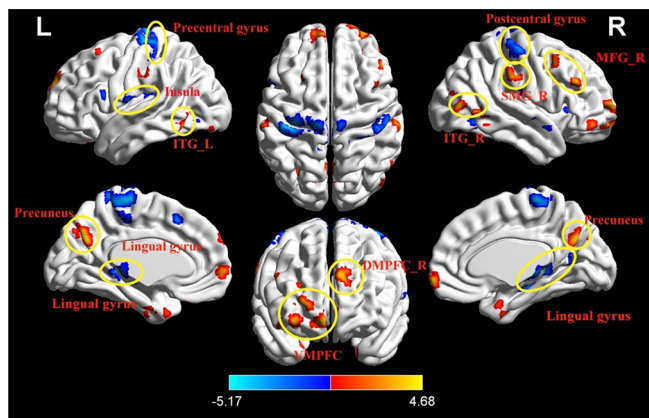 L
R
Precentral gyrus
Postcentral gyrus
MFG_R
Insula
SMG_R
ITG_L
ITG_R
Precuneus
Precuneus
Lingual gyrus
DMPFC_R
Lingual gyrus
Lingual gyrus
VMPFC
-5.17
4.68